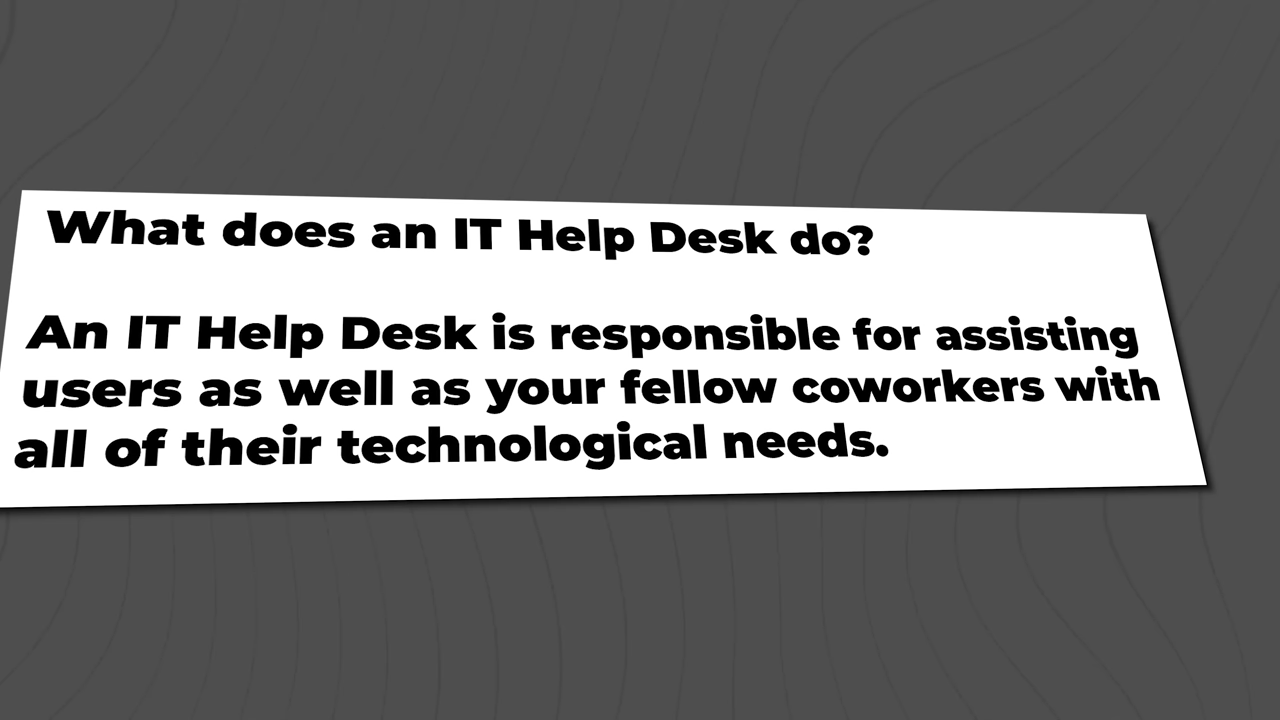 What does an IT Help Desk do?
An IT Help Desk is responsible for assisting
users as well as your fellow coworkers with
all of their technological needs.